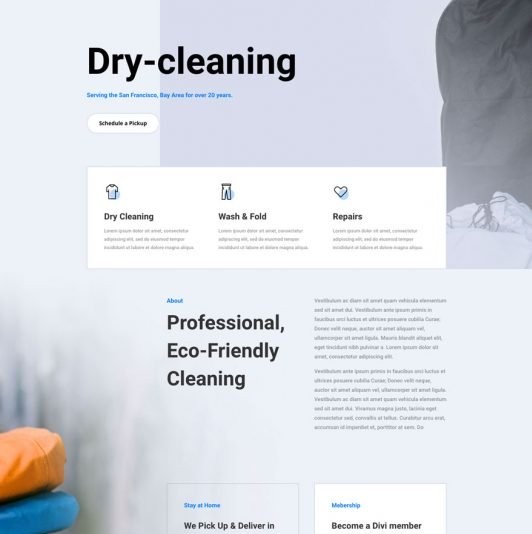 Dry-cleaning
Serving the San Francisco, Bay Area for over 20 years.
Schedule a Pickup
Dry Cleaning
Wash & Fold
Repairs
Lorem ipsum dolor sit amet, consectetur
adipiscing elit, sed do eiusmod tempor
incididunt ut labore et dolore magna aliqua.
Lorem ipsum dolor sit amet, consectetur
adipiscing elit, sed do eiusmod tempor
incididunt ut labore et dolore magna aliqua.
Lorem ipsum dolor sit amet, consectetur
adipiscing elit, sed do eiusmod tempor
incididunt ut labore et dolore magna aliqua.
About
Professional,
Eco-Friendly
Cleaning
Vestibulum ac diam sit amet quam vehicula elementum
sed sit amet dui. Vestibulum ante ipsum primis in
faucibus orci luctus et ultrices posuere cubilia Curae;
Donec velit neque, auctor sit amet aliquam vel,
ullamcorper sit amet ligula. Mauris blandit aliquet elit,
eget tincidunt nibh pulvinar a. Lorem ipsum dolor sit
amet, consectetur adipiscing elit.
Vestibulum ante ipsum primis in faucibus orci luctus et
ultrices posuere cubilia Curae; Donec velit neque,
auctor sit amet aliquam vel, ullamcorper sit amet ligula.
Vestibulum ac diam sit amet quam vehicula elementum
sed sit amet dui. Vivamus magna justo, lacinia eget
consectetur sed, convallis at tellus. Curabitur arcu erat,
accumsan id imperdiet et, porttitor at sem. Do
Stay at Home
We Pick Up & Deliver in
Mebership
Become a Divi member